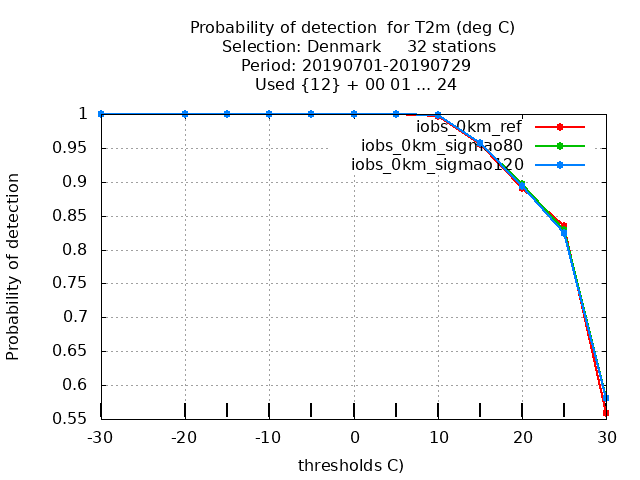 Probability of detection  for T2m (deg C)
Selection: Denmark     32 stations
Period: 20190701-20190729
Used {12} + 00 01 ... 24
1
0.95
0.9
0.85
0.8
0.75
0.7
0.65
0.6
0.55
Probability of detection
iobs_0km_ref
iobs_0km_sigmao80
iobs_0km_sigmao120
-30 -20 -10 0 10 20 30
thresholds C)